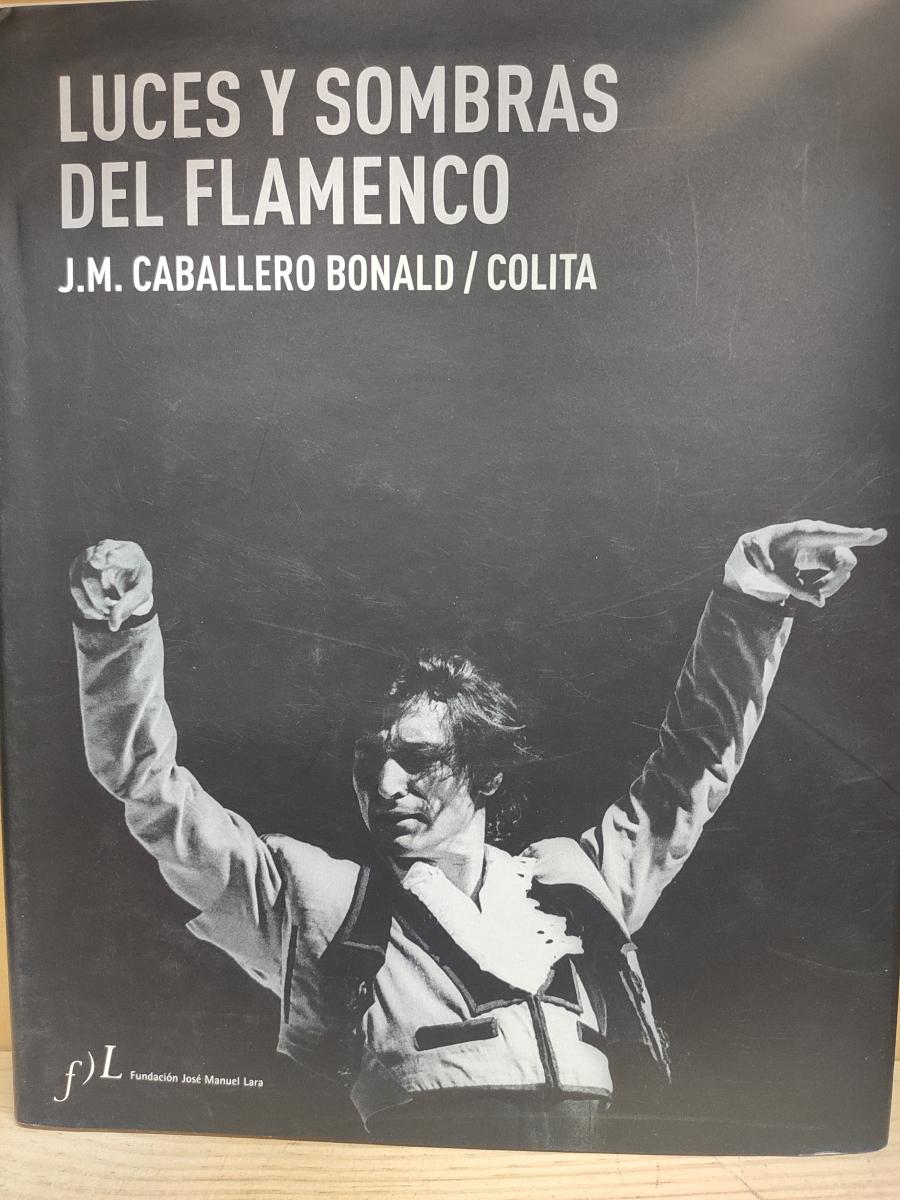 LUCES Y SOMBRAS
DEL FLAMENCO
J.M. CABALLERO BONALD / COLITA
f)L Fundación José Manuel Lara